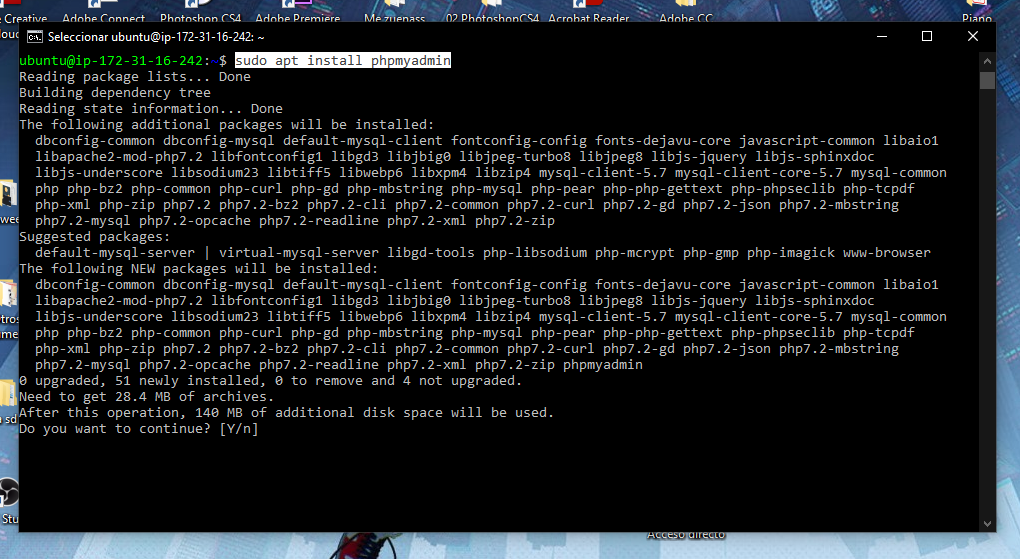 Creative
Adobe Connect
Photoshop CS4
Adobe Premiere
Me zuenass
02 PhotoshopCS4
Acrobat Reader
Adobe CC
Piano
Seleccionar ubuntu@ip-172-31-16-242: ~
ubuntu@ip-172-31-16-242:~$ sudo apt install phpmyadmin
Reading package lists... Done
Building dependency tree
Reading state information... Done
The following additional packages will be installed:
dbconfig-common dbconfig-mysql default-mysql-client fontconfig-config fonts-dejavu-core javascript-common libaio1
libapache2-mod-php7.2 libfontconfig1 libgd3 libjbig0 libjpeg-turbo8 libjpeg8 libjs-jquery libjs-sphinxdoc
libjs-underscore libsodium23 libtiff5 libwebp6 libxpm4 libzip4 mysql-client-5.7 mysql-client-core-5.7 mysql-common
php php-bz2 php-common php-curl php-gd php-mbstring php-mysql php-pear php-php-gettext php-phpseclib php-tcpdf
php-xml php-zip php7.2 php7.2-bz2 php7.2-cli php7.2-common php7.2-curl php7.2-gd php7.2-json php7.2-mbstring
php7.2-mysql php7.2-opcache php7.2-readline php7.2-xml php7.2-zip
Suggested packages:
default-mysql-server | virtual-mysql-server libgd-tools php-libsodium php-mcrypt php-gmp php-imagick www-browser
The following NEW packages will be installed:
dbconfig-common dbconfig-mysql default-mysql-client fontconfig-config fonts-dejavu-core javascript-common libaio1
libapache2-mod-php7.2 libfontconfig1 libgd3 libjbig0 libjpeg-turbo8 libjpeg8 libjs-jquery libjs-sphinxdoc
libjs-underscore libsodium23 libtiff5 libwebp6 libxpm4 libzip4 mysql-client-5.7 mysql-client-core-5.7 mysql-common
php php-bz2 php-common php-curl php-gd php-mbstring php-mysql php-pear php-php-gettext php-phpseclib php-tcpdf
php-xml php-zip php7.2 php7.2-bz2 php7.2-cli php7.2-common php7.2-curl php7.2-gd php7.2-json php7.2-mbstring
php7.2-mysql php7.2-opcache php7.2-readline php7.2-xml php7.2-zip phpmyadmin
0 upgraded, 51 newly installed, 0 to remove and 4 not upgraded.
Need to get 28.4 MB of archives.
After this operation, 140 MB of additional disk space will be used.
Do you want to continue? [Y/n]
Acceso directo